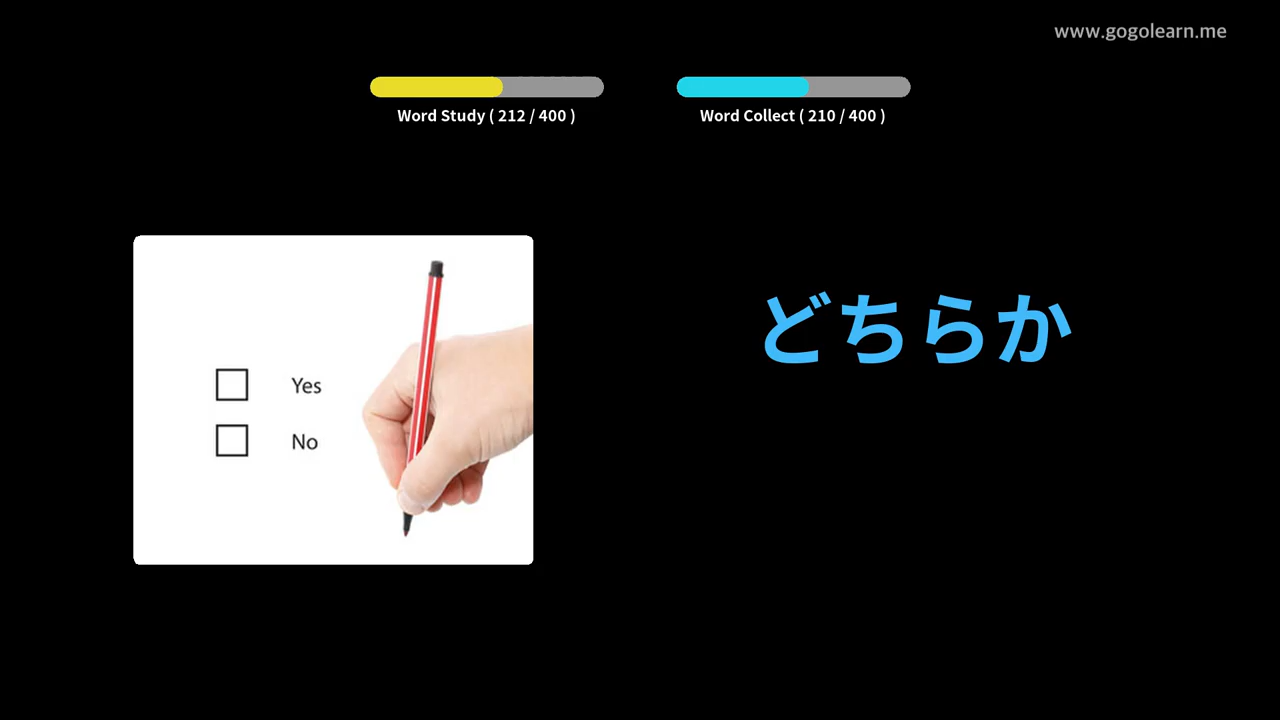 www.gogolearn.me
Word Study ( 212 / 400 )
Word Collect ( 210 / 400 )
Yes
No
どちらか